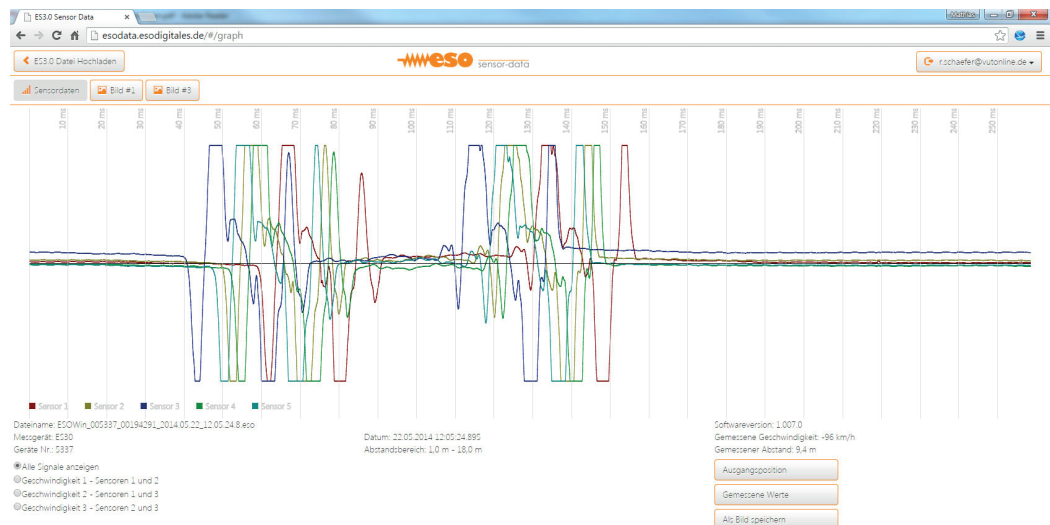 ES3.0 Sensor Data
Mathias
esodata.esodigitales.de/#/graph
ES3.0 Datei Hochladen
eso sensor-data
r.schaefer@vutonline.de
Sensordaten Bild #1 Bild #3
10 ms 20 ms 30 ms 40 ms 50 ms 60 ms 70 ms 80 ms 90 ms 100 ms 110 ms 120 ms 130 ms 140 ms 150 ms 160 ms 170 ms 180 ms 190 ms 200 ms 210 ms 220 ms 230 ms 240 ms 250 ms
Sensor 1 Sensor 2 Sensor 3 Sensor 4 Sensor 5
Dateiname: ESOWin_005337_00194291_2014.05.22_12.05.24.8.eso
Softwareversion: 1.007.0
Messgerät: ES30
Datum: 22.05.2014 12:05:24.895
Gemessene Geschwindigkeit: -96 km/h
Geräte Nr.: 5337
Abstandsbereich: 1,0 m - 18,0 m
Gemessener Abstand: 9,4 m
Alle Signale anzeigen
Geschwindigkeit 1 - Sensoren 1 und 2
Geschwindigkeit 2 - Sensoren 1 und 3
Geschwindigkeit 3 - Sensoren 2 und 3
Ausgangsposition
Gemessene Werte
Als Bild speichern